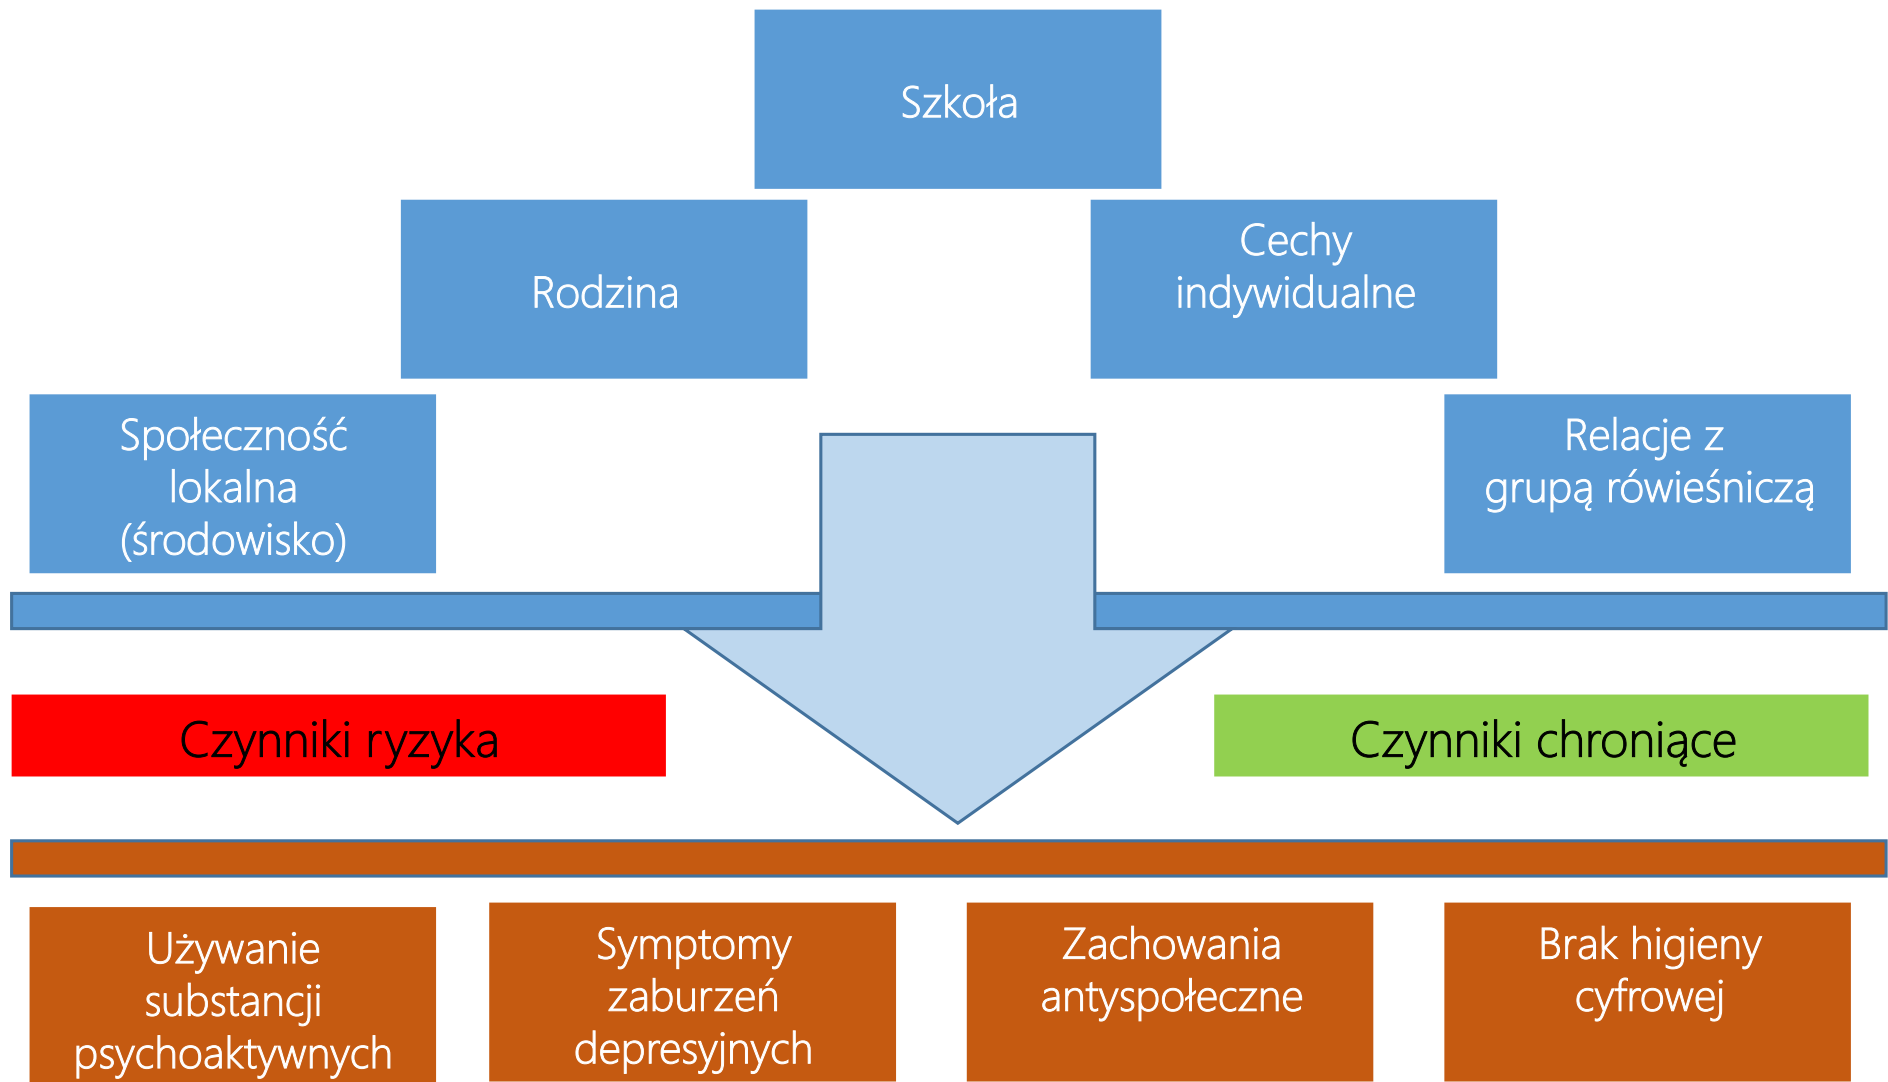 Szkoła
Rodzina
Cechy
indywidualne
Społeczność
lokalna
(środowisko)
Relacje z
grupą rówieśniczą
Czynniki ryzyka
Czynniki chroniące
Używanie
substancji
psychoaktywnych
Symptomy
zaburzeń
depresyjnych
Zachowania
antyspołeczne
Brak higieny
cyfrowej